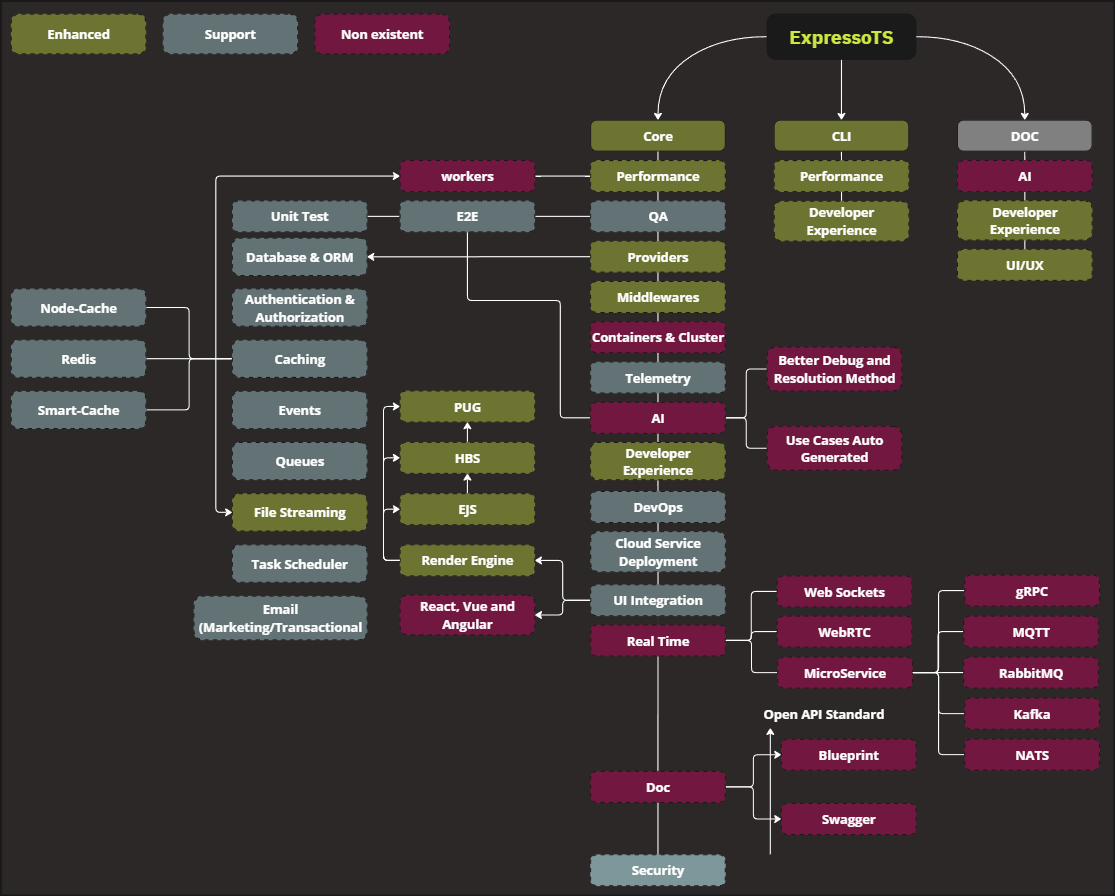 Enhanced
Support
Non existent
ExpressoTS
Core
CLI
DOC
workers
Performance
Performance
AI
Unit Test
E2E
QA
Developer
Experience
Developer
Experience
Database & ORM
Providers
UI/UX
Node-Cache
Authentication &
Authorization
Middlewares
Containers & Cluster
Redis
Caching
Telemetry
Better Debug and
Resolution Method
Smart-Cache
Events
PUG
AI
Use Cases Auto
Generated
Queues
HBS
Developer
Experience
File Streaming
EJS
DevOps
Task Scheduler
Render Engine
Cloud Service
Deployment
Email
(Marketing/Transactional
React, Vue and
Angular
UI Integration
Web Sockets
gRPC
Real Time
WebRTC
MQTT
MicroService
RabbitMQ
Open API Standard
Kafka
Blueprint
NATS
Doc
Swagger
Security